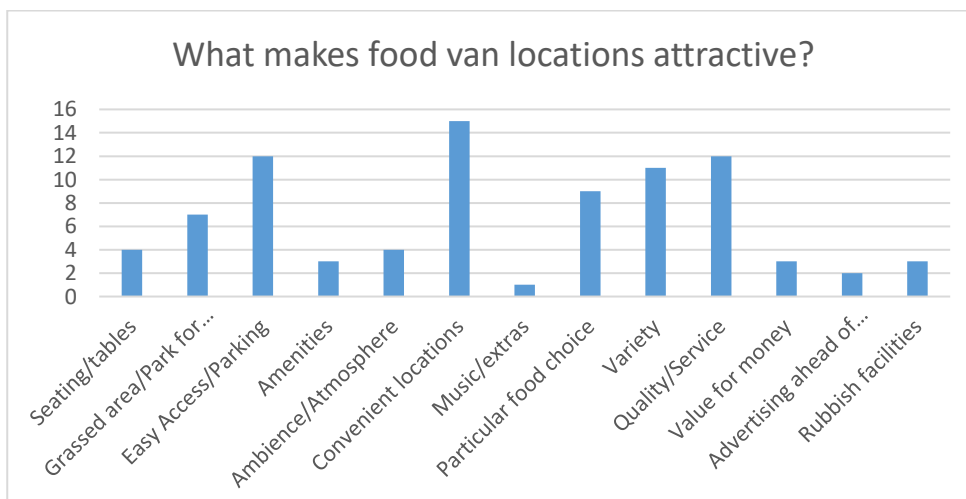 What makes food van locations attractive?
16
14
12
10
8
6
4
2
0
Seating/tables
Grassed area/Park for...
Easy Access/Parking
Amenities
Ambience/Atmosphere
Convenient locations
Music/extras
Particular food choice
Variety
Quality/Service
Value for money
Advertising ahead of...
Rubbish facilities